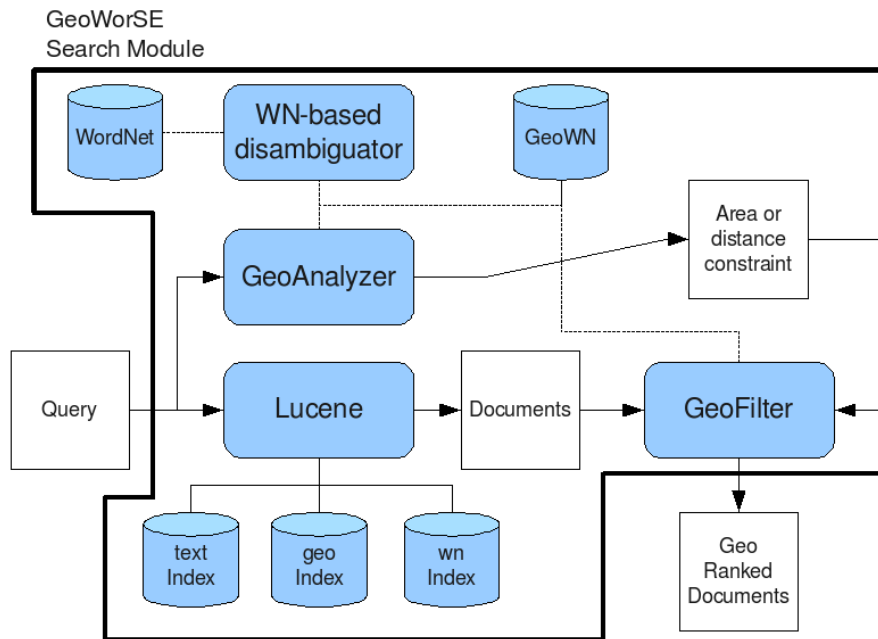 GeoWorSE
Search Module
WordNet
WN-based
disambiguator
GeoWN
Area or
distance
constraint
GeoAnalyzer
Query
Lucene
Documents
GeoFilter
text
Index
geo
Index
wn
Index
Geo
Ranked
Documents